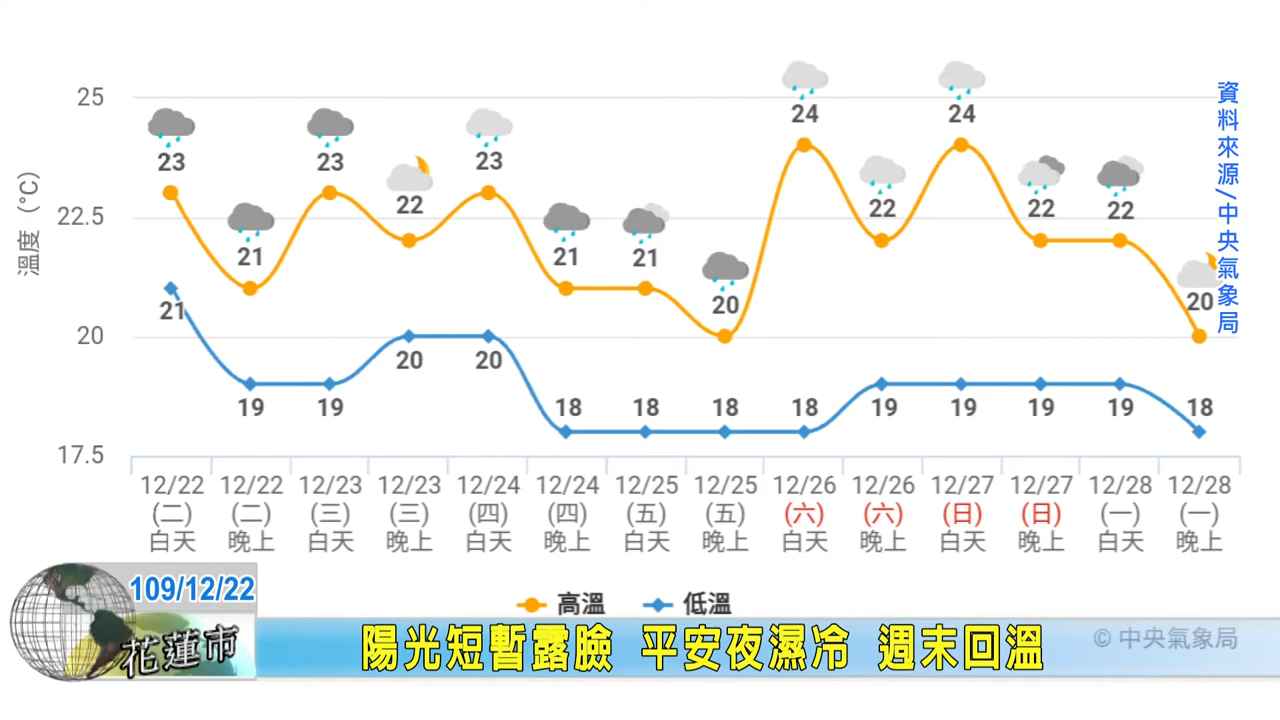 資料來源/中央氣象局
溫度 (°C)
25
22.5
20
17.5
23
21
23
22
23
21
21
20
24
22
24
22
22
20
21
19
19
20
20
18
18
18
18
19
19
19
19
18
12/22 (二) 白天
12/22 (二) 晚上
12/23 (三) 白天
12/23 (三) 晚上
12/24 (四) 白天
12/24 (四) 晚上
12/25 (五) 白天
12/25 (五) 晚上
12/26 (六) 白天
12/26 (六) 晚上
12/27 (日) 白天
12/27 (日) 晚上
12/28 (一) 白天
12/28 (一) 晚上
高溫 低溫
109/12/22
花蓮市
陽光短暫露臉 平安夜濕冷 週末回溫
© 中央氣象局